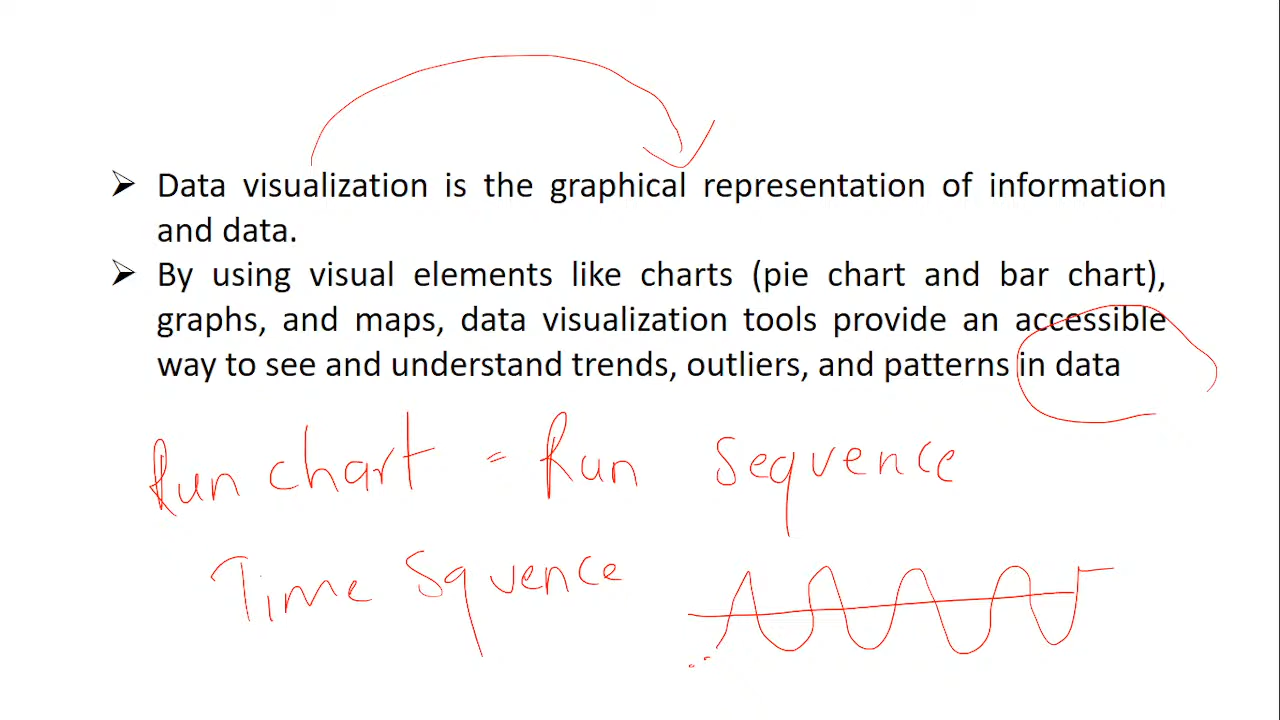 ➢ Data visualization is the graphical representation of information
and data.
➢ By using visual elements like charts (pie chart and bar chart),
graphs, and maps, data visualization tools provide an accessible
way to see and understand trends, outliers, and patterns in data
Run chart = Run Sequence
Time Squence